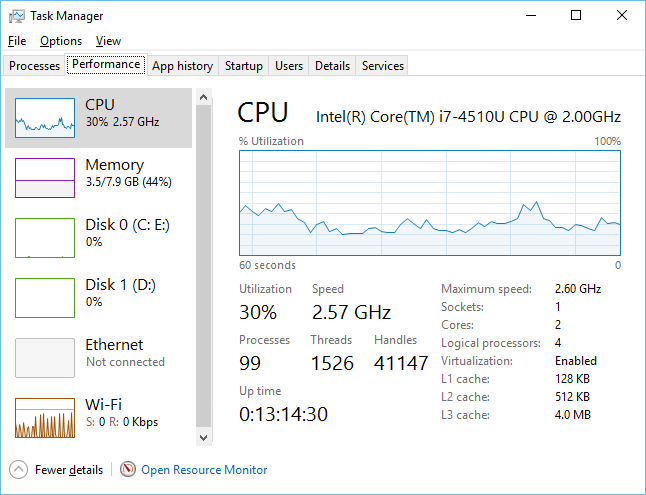 Task Manager
File Options View
Processes Performance App history Startup Users Details Services
CPU
30% 2.57 GHz
Memory
3.5/7.9 GB (44%)
Disk 0 (C: E:)
0%
Disk 1 (D:)
0%
Ethernet
Not connected
Wi-Fi
S: 0 R: 0 Kbps
CPU Intel(R) Core(TM) i7-4510U CPU @ 2.00GHz
% Utilization 100%
60 seconds 0
Utilization Speed
30% 2.57 GHz
Processes Threads Handles
99 1526 41147
Up time
0:13:14:30
Maximum speed: 2.60 GHz
Sockets: 1
Cores: 2
Logical processors: 4
Virtualization: Enabled
L1 cache: 128 KB
L2 cache: 512 KB
L3 cache: 4.0 MB
Fewer details Open Resource Monitor